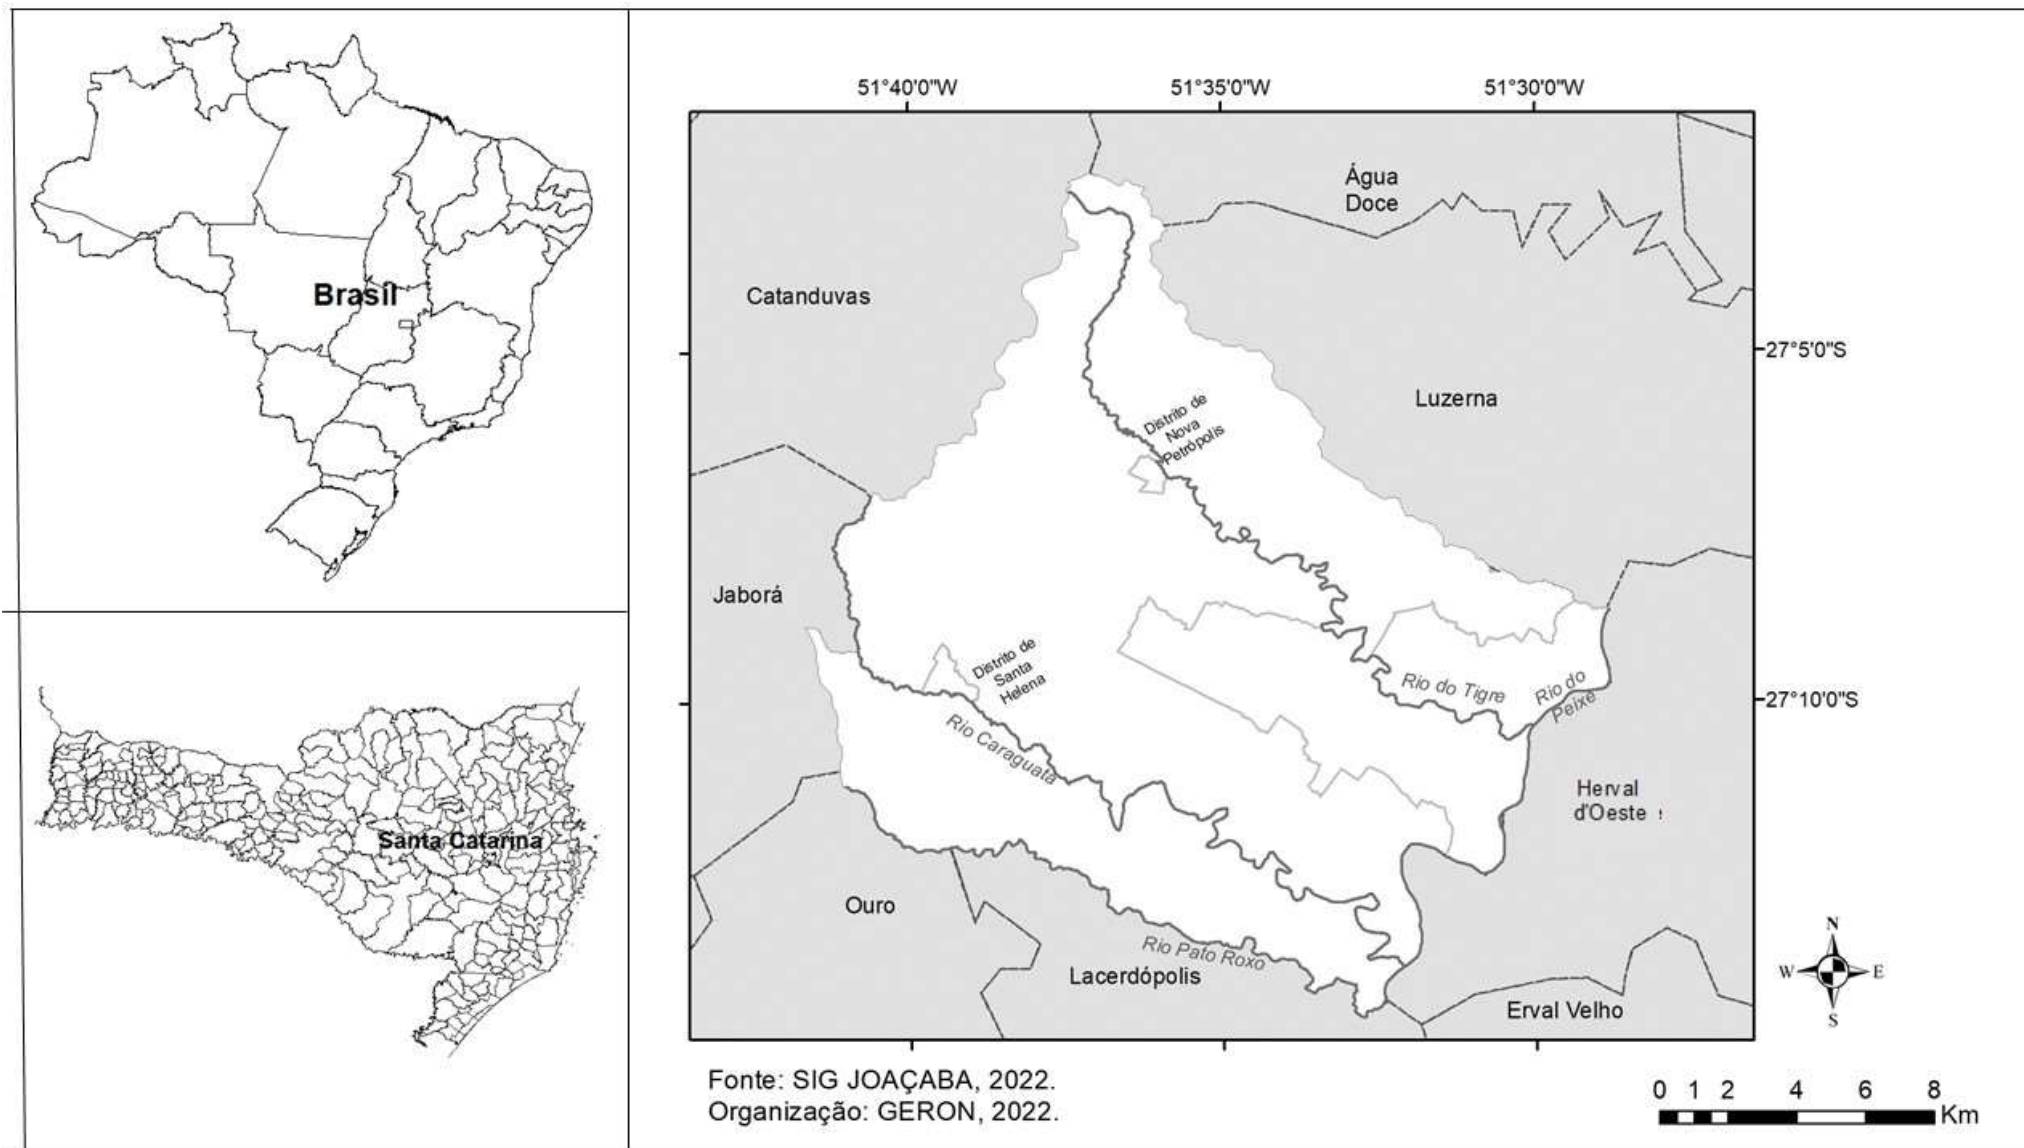 Brasil
Santa Catarina
51°40'0"W
51°35'0"W
51°30'0"W
Água
Doce
Catanduvas
27°5'0"S
Luzerna
Distrito de
Nova
Petrópolis
Jaborá
Distrito de
Santa
Helena
Rio do Tigre
Rio do
Peixe
27°10'0"S
Rio Caraguatá
Herval
d'Oeste
Ouro
Rio Pato Roxo
Lacerdópolis
Erval Velho
N
W
E
S
Fonte: SIG JOAÇABA, 2022.
Organização: GERON, 2022.
0 1 2 4 6 8
Km